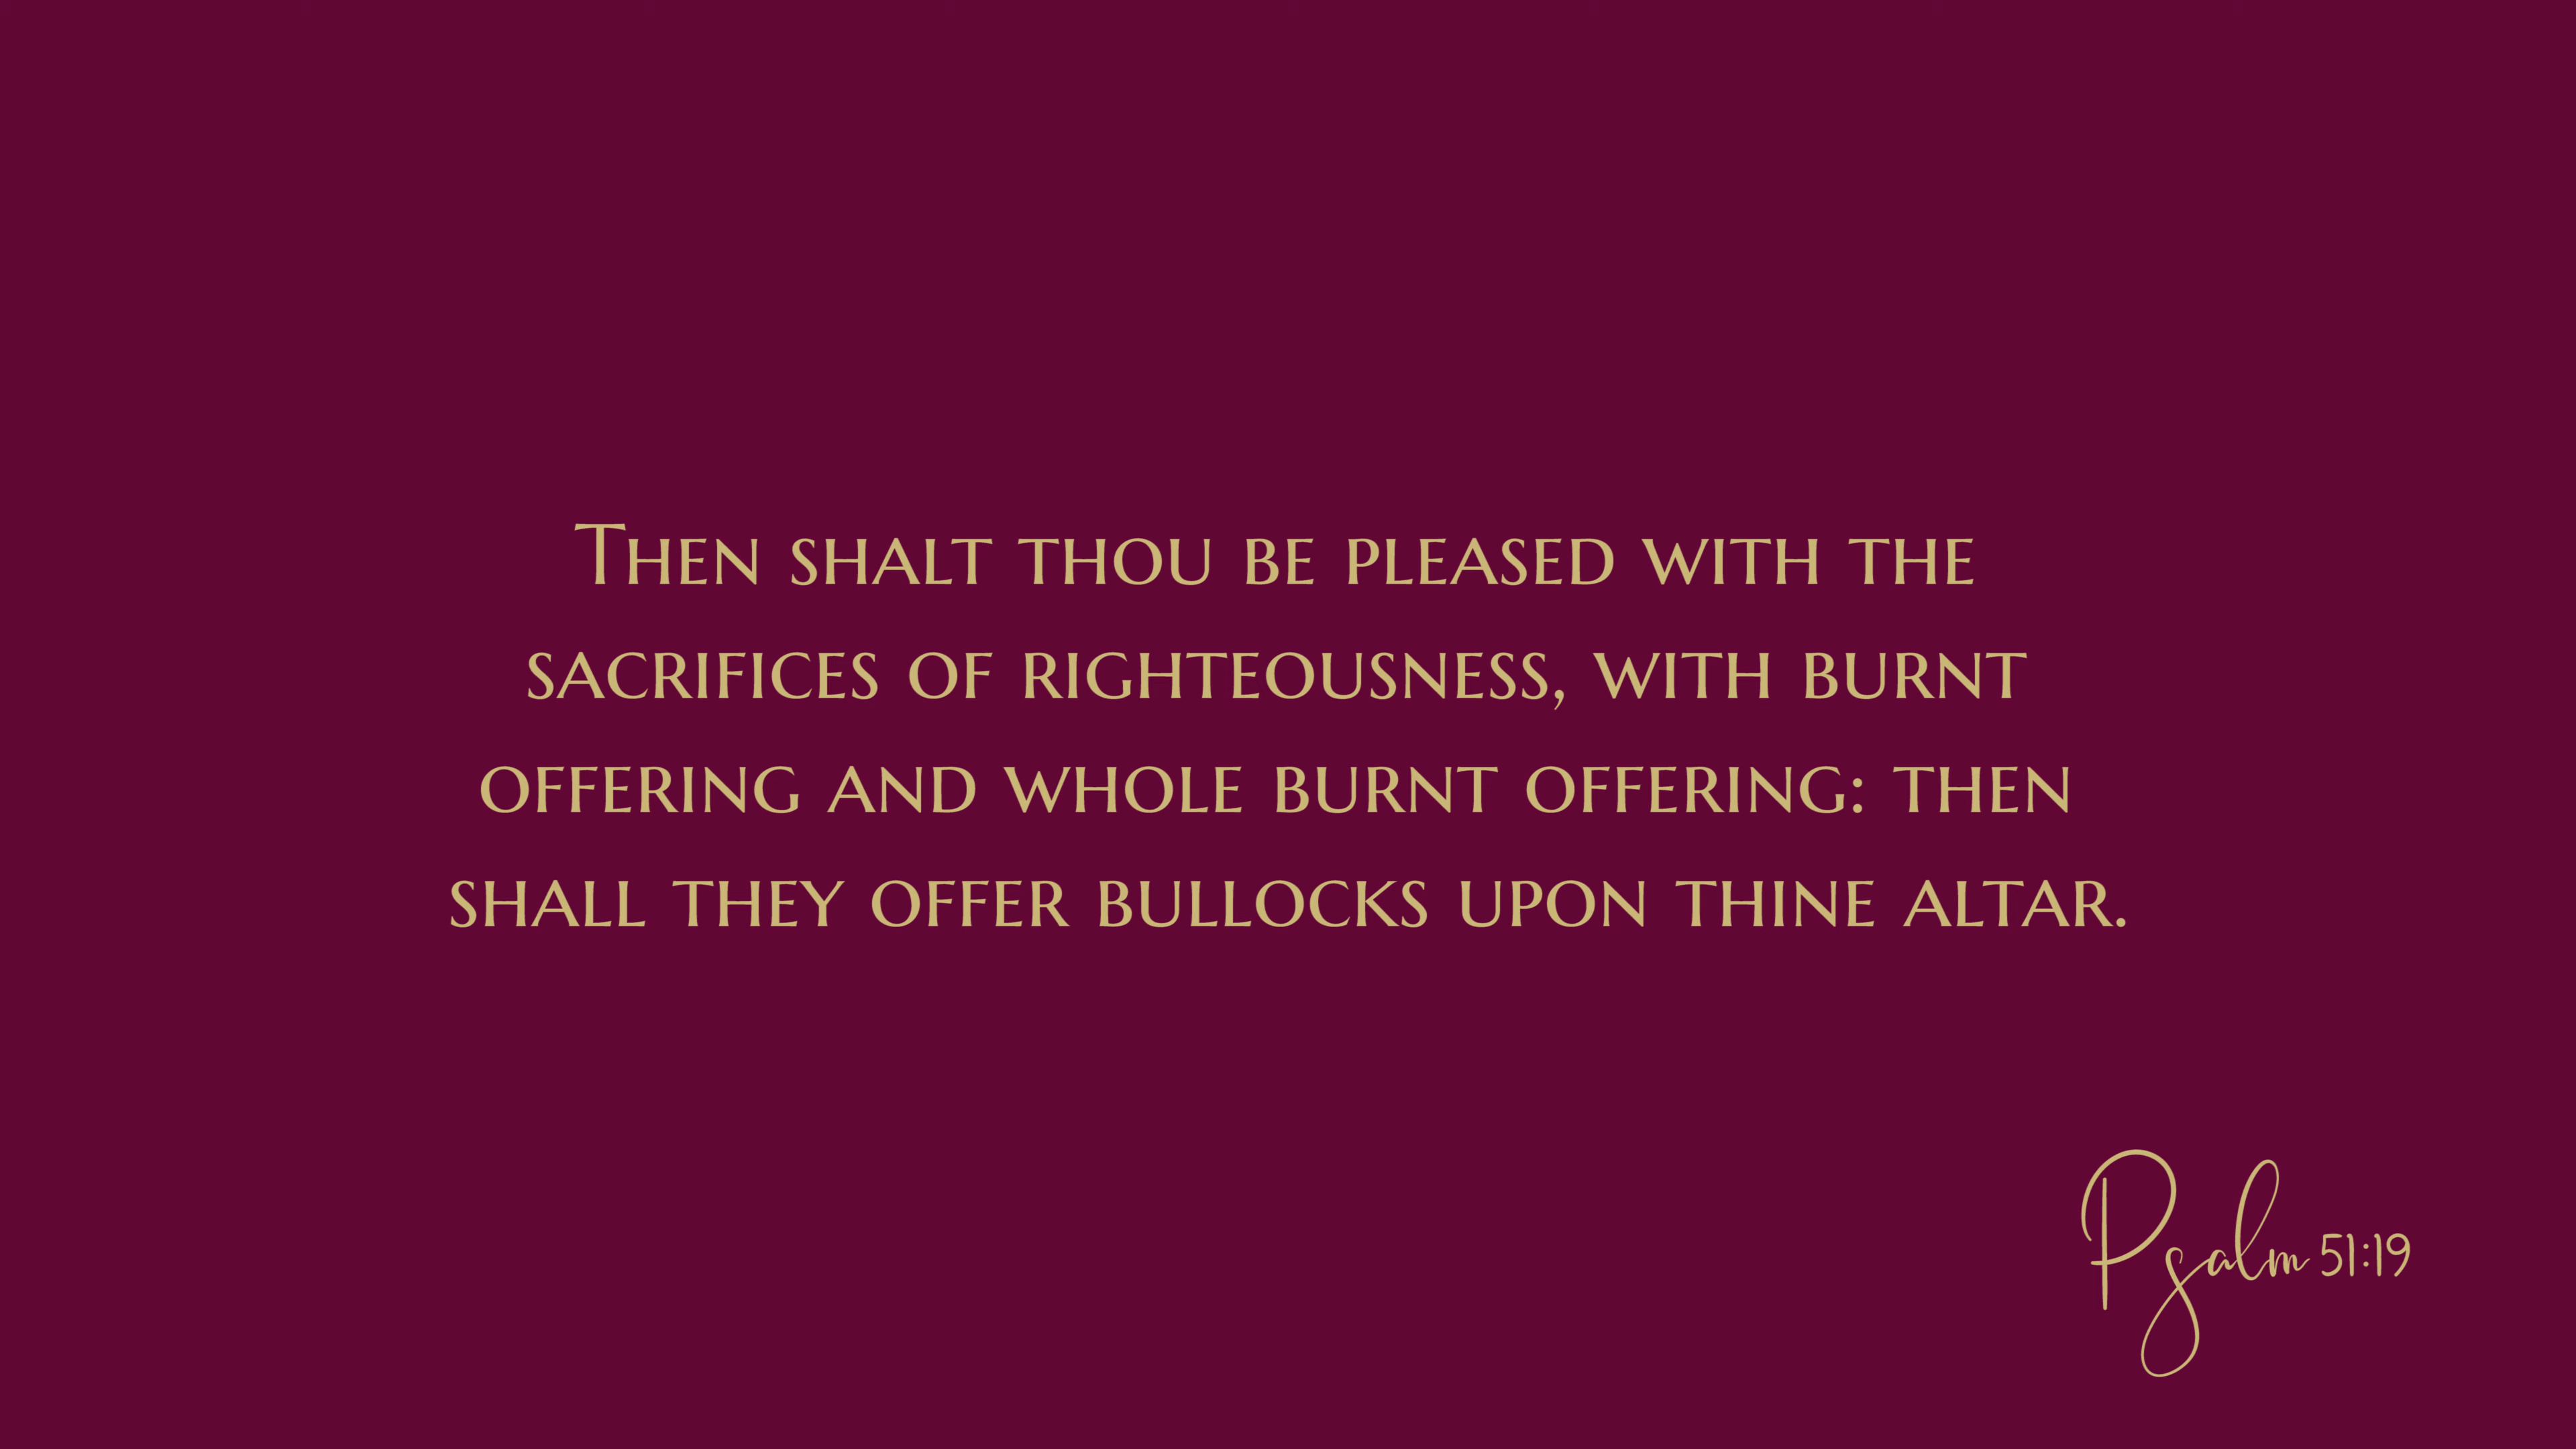 Then shalt thou be pleased with the
sacrifices of righteousness, with burnt
offering and whole burnt offering: then
shall they offer bullocks upon thine altar.
Psalm 51:19